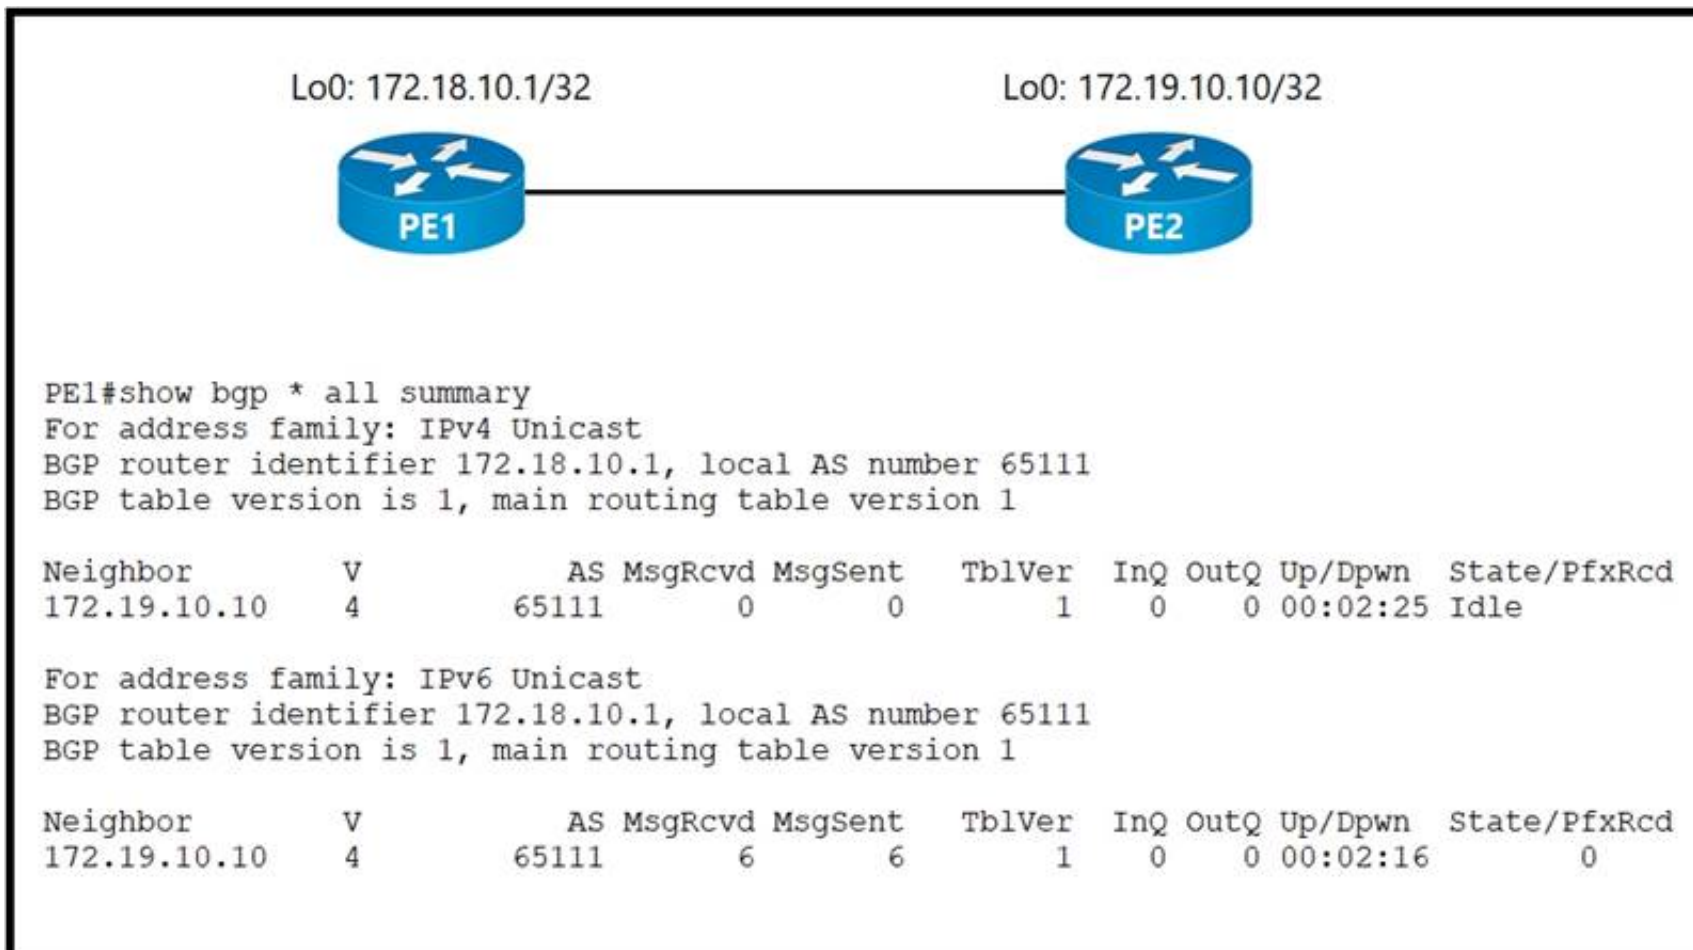 Lo0: 172.18.10.1/32 Lo0: 172.19.10.10/32
PE1 PE2
PE1#show bgp * all summary
For address family: IPv4 Unicast
BGP router identifier 172.18.10.1, local AS number 65111
BGP table version is 1, main routing table version 1
Neighbor V AS MsgRcvd MsgSent TblVer InQ OutQ Up/Dpwn State/PfxRcd
172.19.10.10 4 65111 0 0 1 0 0 00:02:25 Idle
For address family: IPv6 Unicast
BGP router identifier 172.18.10.1, local AS number 65111
BGP table version is 1, main routing table version 1
Neighbor V AS MsgRcvd MsgSent TblVer InQ OutQ Up/Dpwn State/PfxRcd
172.19.10.10 4 65111 6 6 1 0 0 00:02:16 0